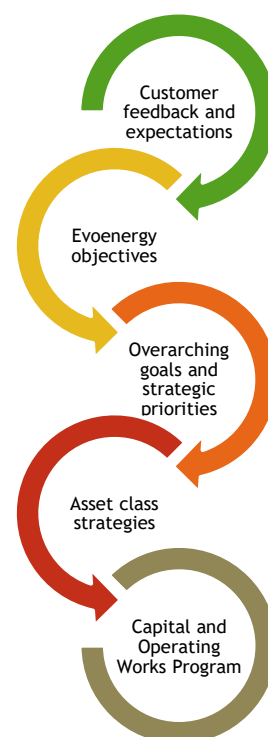 Customer
feedback and
expectations
Evoenergy
objectives
Overarching
goals and
strategic
priorities
Asset class
strategies
Capital and
Operating
Works Program